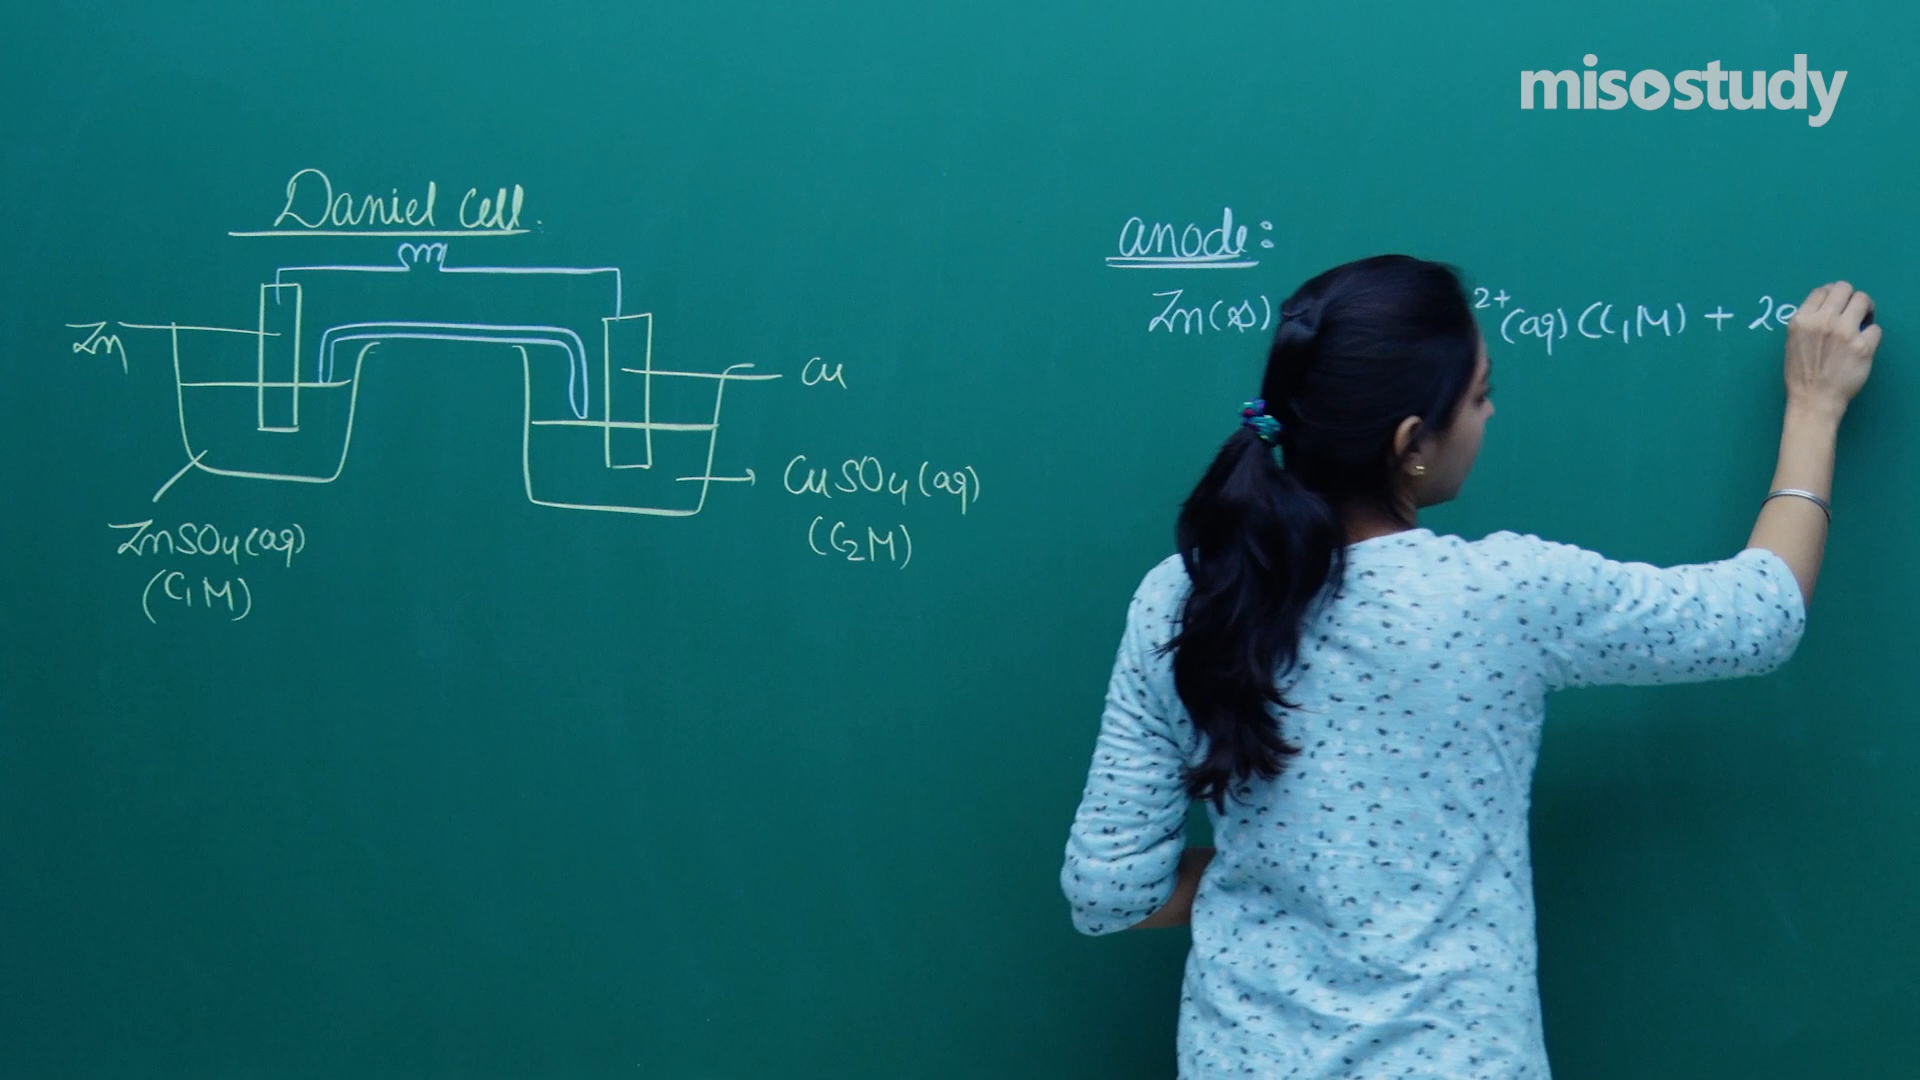 misostudy
Daniel Cell.
Zn
Cu
CuSO4(aq)
(C2M)
ZnSO4(aq)
(C1M)
anode:
Zn(s) 2+(aq)(C1M) + 2e